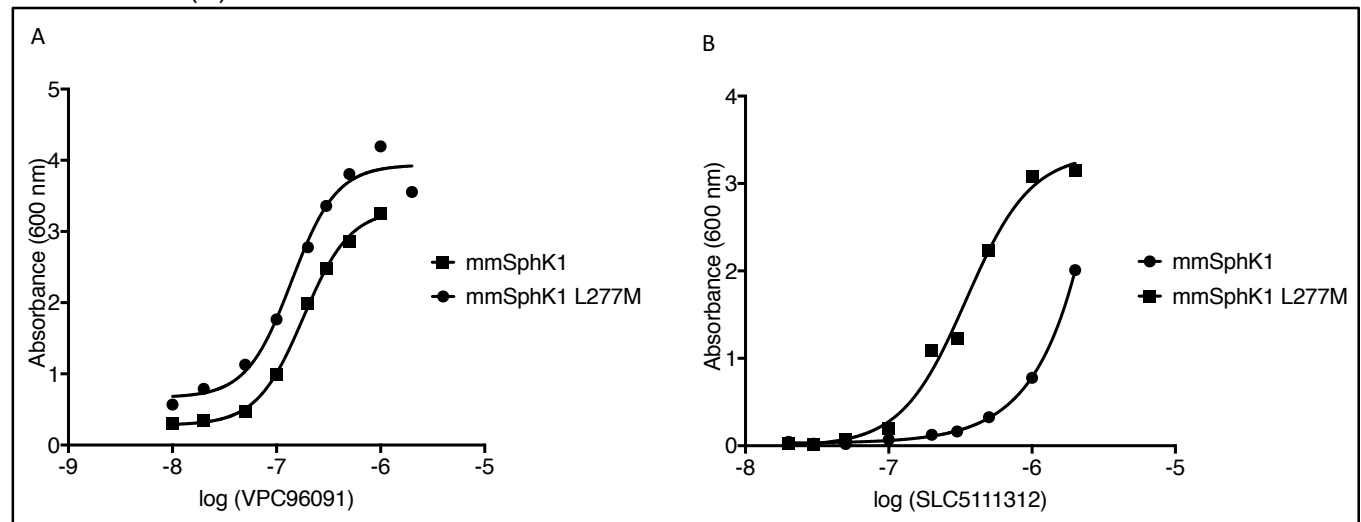 A
5
4
3
2
1
0
Absorbance (600 nm)
-9
-8
-7
-6
-5
log (VPC96091)
mmSphK1
mmSphK1 L277M
B
4
3
2
1
0
Absorbance (600 nm)
-8
-7
-6
-5
log (SLC5111312)
mmSphK1
mmSphK1 L277M